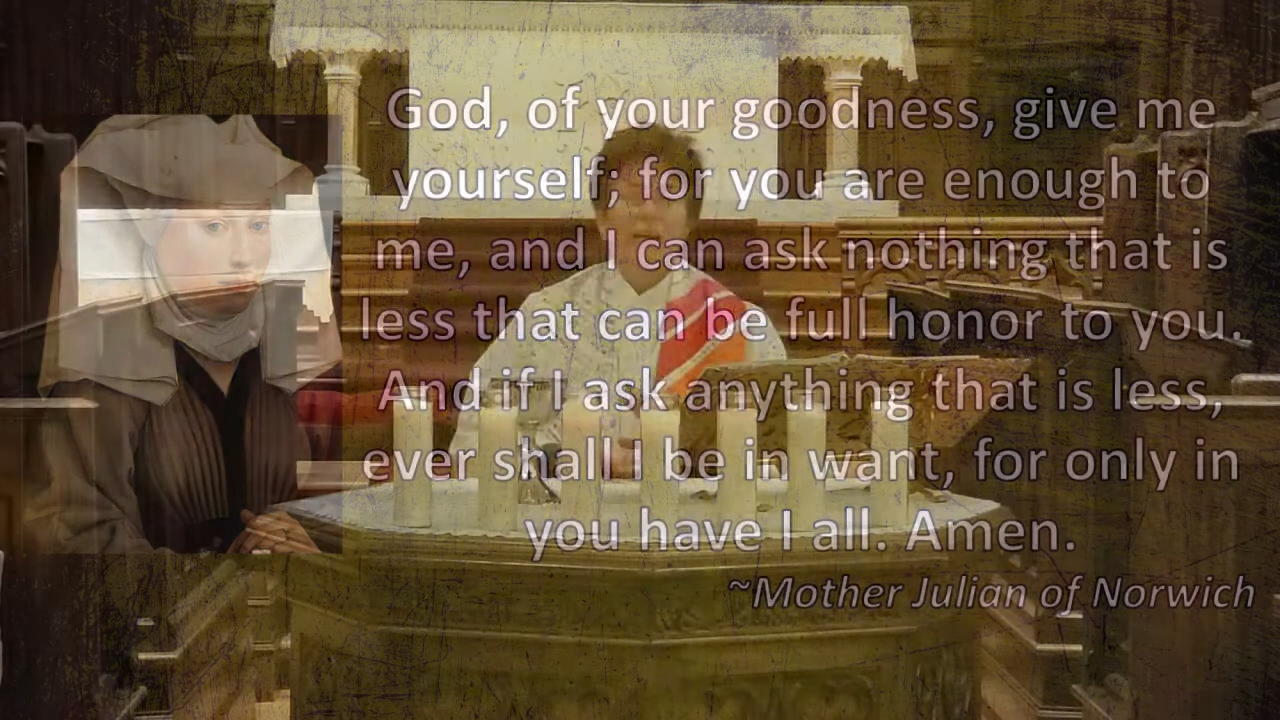 God, of your goodness, give me
yourself; for you are enough to
me, and I can ask nothing that is
less that can be full honor to you.
And if I ask anything that is less,
ever shall I be in want, for only in
you have I all. Amen.
~Mother Julian of Norwich